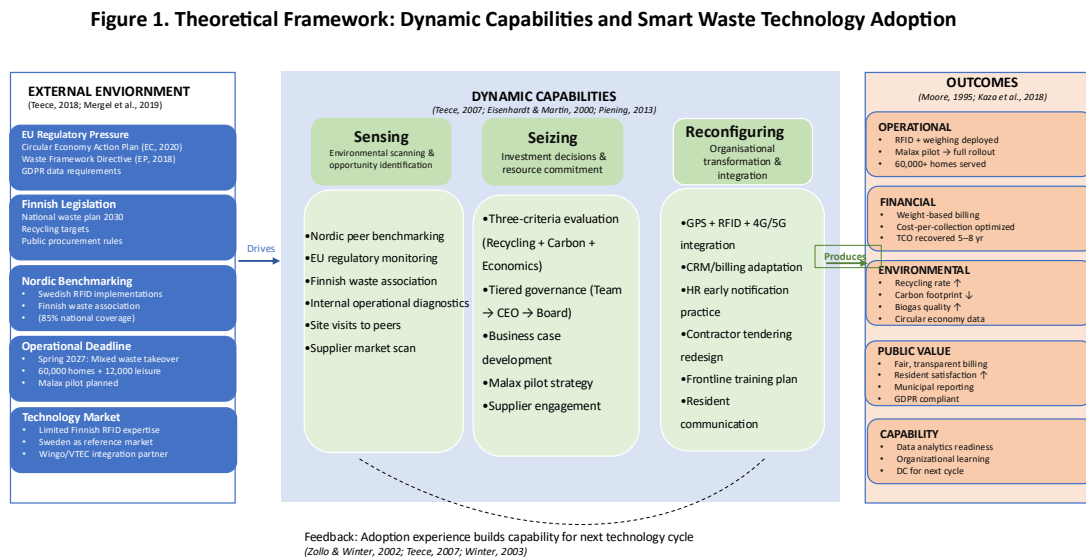 Figure 1. Theoretical Framework: Dynamic Capabilities and Smart Waste Technology Adoption
EXTERNAL ENVIORNMENT
(Teece, 2018; Mergel et al., 2019)
EU Regulatory Pressure
Circular Economy Action Plan (EC, 2020)
Waste Framework Directive (EP, 2018)
GDPR data requirements
Finnish Legislation
National waste plan 2030
Recycling targets
Public procurement rules
Nordic Benchmarking
• Swedish RFID implementations
• Finnish waste association
• (85% national coverage)
Operational Deadline
• Spring 2027: Mixed waste takeover
• 60,000 homes + 12,000 leisure
• Malax pilot planned
Technology Market
• Limited Finnish RFID expertise
• Sweden as reference market
• Wingo/VTEC integration partner
Drives
DYNAMIC CAPABILITIES
(Teece, 2007; Eisenhardt & Martin, 2000; Piening, 2013)
Sensing
Environmental scanning &
opportunity identification
•Nordic peer benchmarking
•EU regulatory monitoring
•Finnish waste association
•Internal operational diagnostics
•Site visits to peers
•Supplier market scan
Seizing
Investment decisions &
resource commitment
•Three-criteria evaluation
(Recycling + Carbon +
Economics)
•Tiered governance (Team
→ CEO → Board)
•Business case
development
•Malax pilot strategy
•Supplier engagement
Reconfiguring
Organisational
transformation &
integration
•GPS + RFID + 4G/5G
integration
•CRM/billing adaptation
•HR early notification
practice
•Contractor tendering
redesign
•Frontline training plan
•Resident
communication
Produces
OUTCOMES
(Moore, 1995; Kaza et al., 2018)
OPERATIONAL
• RFID + weighing deployed
• Malax pilot → full rollout
• 60,000+ homes served
FINANCIAL
• Weight-based billing
• Cost-per-collection optimized
• TCO recovered 5–8 yr
ENVIRONMENTAL
• Recycling rate ↑
• Carbon footprint ↓
• Biogas quality ↑
• Circular economy data
PUBLIC VALUE
• Fair, transparent billing
• Resident satisfaction ↑
• Municipal reporting
• GDPR compliant
CAPABILITY
• Data analytics readiness
• Organizational learning
• DC for next cycle
Feedback: Adoption experience builds capability for next technology cycle
(Zollo & Winter, 2002; Teece, 2007; Winter, 2003)